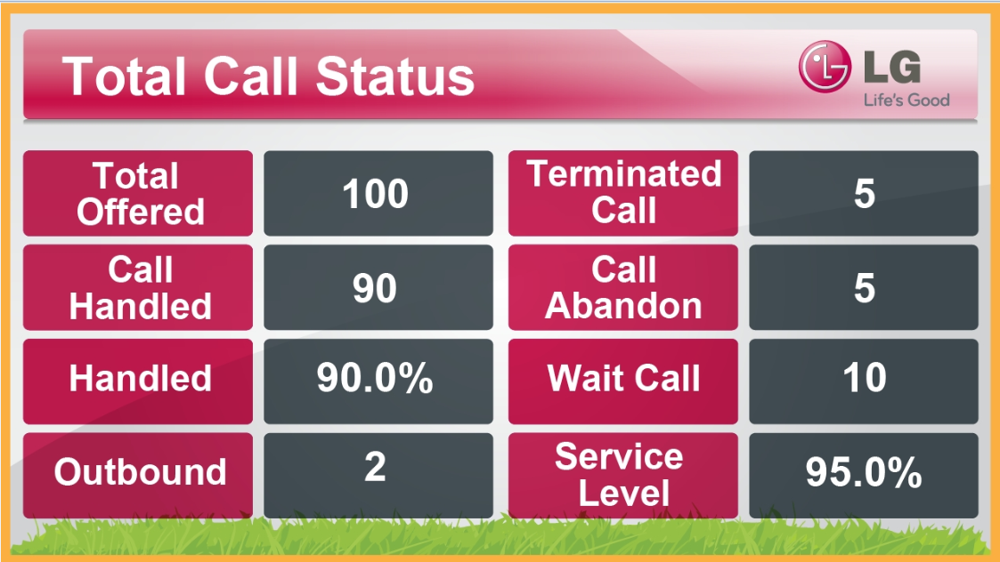 Total Call Status
LG
Life's Good
Total
Offered
100
Terminated
Call
5
Call
Handled
90
Call
Abandon
5
Handled
90.0%
Wait Call
10
Outbound
2
Service
Level
95.0%